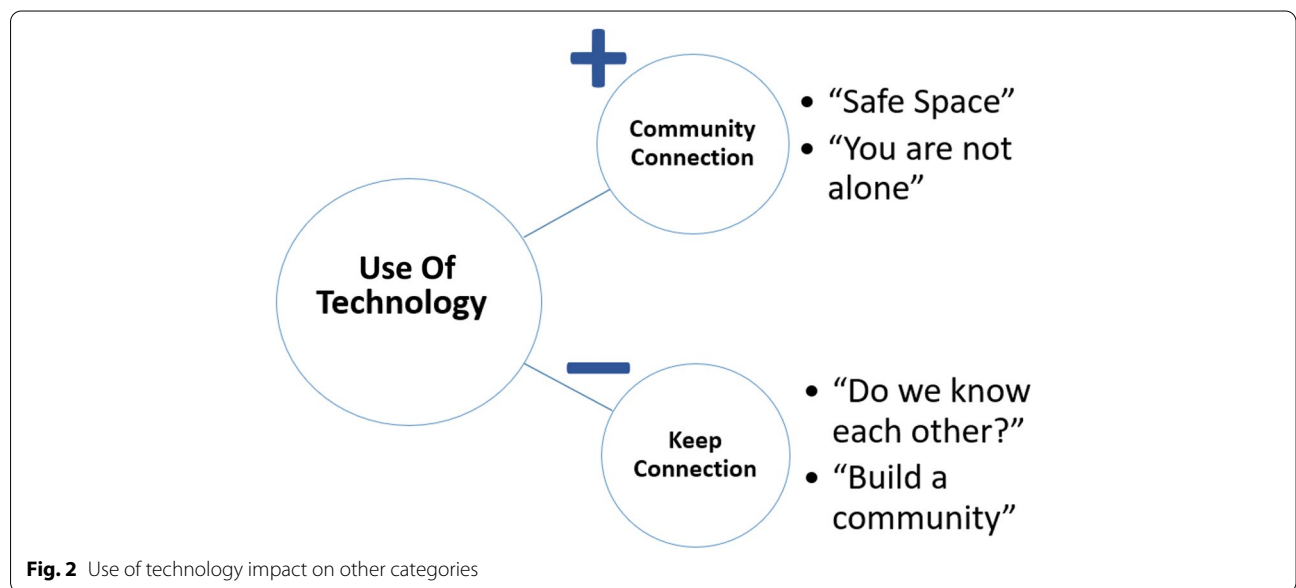 Use Of
Technology
+
Community
Connection
• “Safe Space”
• “You are not
alone”
−
Keep
Connection
• “Do we know
each other?”
• “Build a
community”
Fig. 2 Use of technology impact on other categories